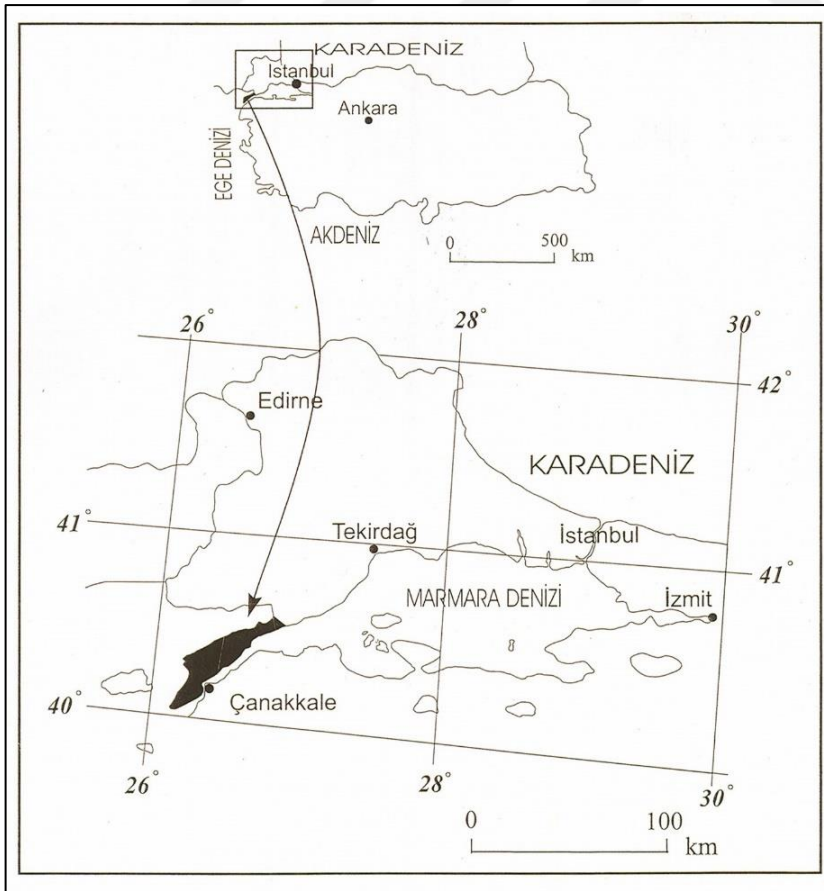 KARADENİZ
İstanbul
Ankara
EGE DENİZİ
AKDENİZ
0 500
km
26° 28° 30°
42°
Edirne
KARADENİZ
41°
Tekirdağ İstanbul
41°
MARMARA DENİZİ İzmit
40° Çanakkale
26° 28° 30°
0 100
km